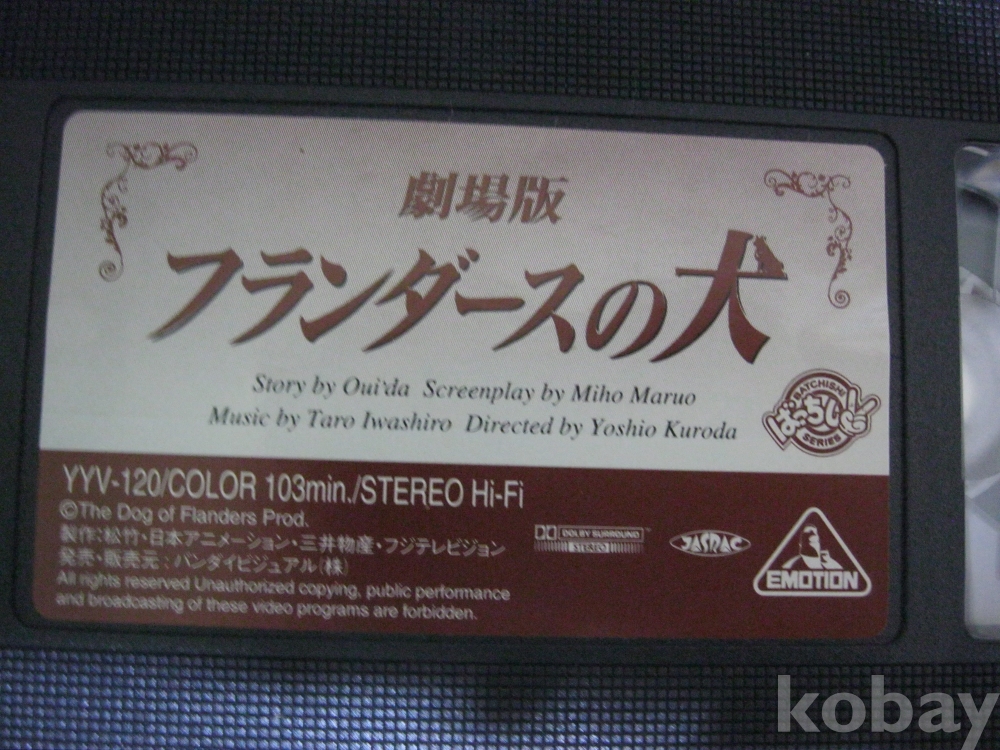 劇場版
フランダースの犬
Story by Oui'da Screenplay by Miho Maruo
Music by Taro Iwashiro Directed by Yoshio Kuroda
BATCHISHI
ばっちし
SERIES
YYV-120/COLOR 103min./STEREO Hi-Fi
©The Dog of Flanders Prod.
製作:松竹・日本アニメーション・三井物産・フジテレビジョン
発売・販売元:バンダイビジュアル(株)
All rights reserved Unauthorized copying, public performance
and broadcasting of these video programs are forbidden.
DOLBY SURROUND
STEREO
JASRAC
EMOTION
kobay